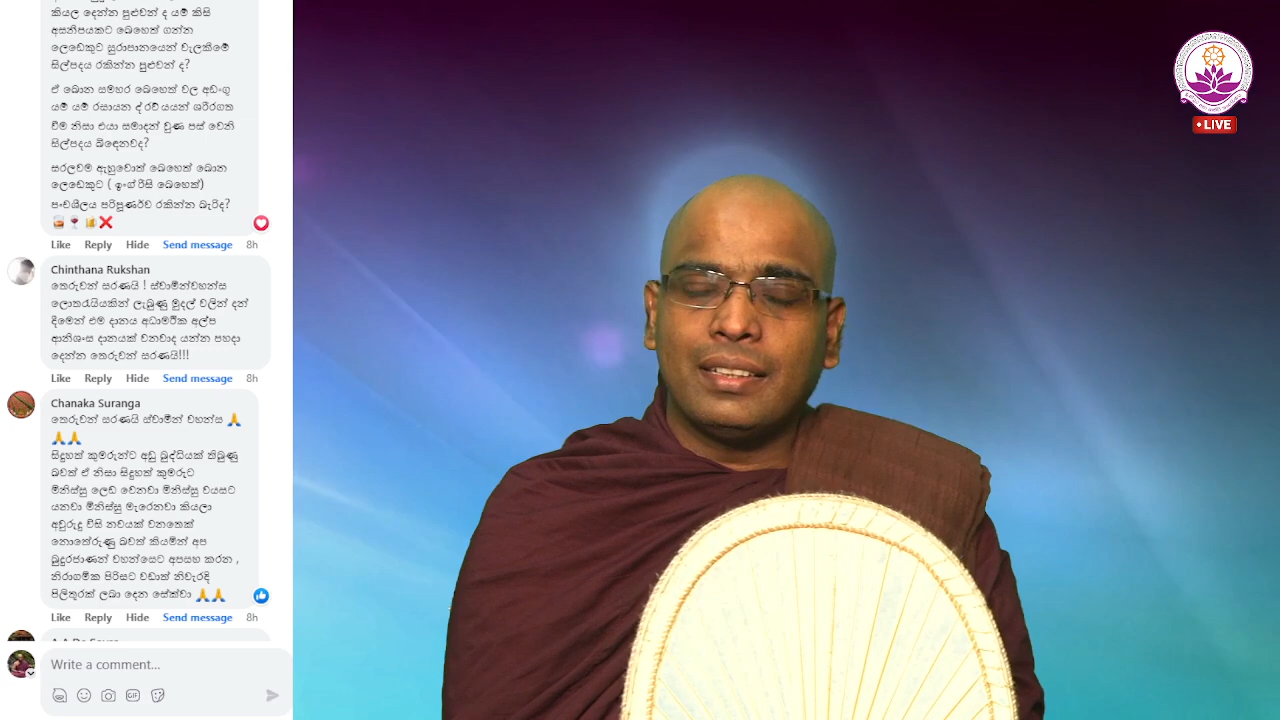 කියල දෙන්න පුළුවන් ද යම් කිසි
අසනීපයකට බෙහෙත් ගන්න
ලෙඩෙකුට සුරාපානයෙන් වැලකීමේ
සිල්පදය රකින්න පුළුවන් ද?
ඒ බොන සමහර බෙහෙත් වල අඩංගු
යම් යම් රසායන ද්‍රව්‍යයන් ශරීරගත
වීම නිසා එයා සමාදන් වුණ පස් වෙනි
සිල්පදය බිඳෙනවද?
සරලවම ඇහුවොත් බෙහෙත් බොන
ලෙඩෙකුට ( ඉංග්‍රීසි බෙහෙත්)
පංචශීලය පරිපූර්ණව රකින්න බැරිද?
🥃🍷🍺❌
Like Reply Hide Send message 8h
Chinthana Rukshan
තෙරුවන් සරණයි ! ස්වාමීන්වහන්ස
ලොතරැයියකින් ලැබුණු මුදල් වලින් දන්
දීමෙන් එම දානය අධාර්මික අල්ප
ආනිශංස දානයක් වනවාද යන්න පහදා
දෙන්න තෙරුවන් සරණයි!!!
Like Reply Hide Send message 8h
Chanaka Suranga
තෙරුවන් සරණයි ස්වාමීන් වහන්ස 🙏
🙏🙏
සිදුහත් කුමරුන්ට අඩු බුද්ධියක් තිබුණු
බවත් ඒ නිසා සිදුහත් කුමරුට
මිනිස්සු ලෙඩ වෙනවා මිනිස්සු වයසට
යනවා මිනිස්සු මැරෙනවා කියලා
අවුරුදු විසි නවයක් වනතෙක්
නොතේරුණු බවත් කියමින් අප
බුදුරජාණන් වහන්සෙට අපසහ කරන ,
නිරාගමික පිරිසට වඩාත් නිවැරදි
පිලිතුරක් ලබා දෙන සේක්වා 🙏🙏
Like Reply Hide Send message 8h
Write a comment...
GIF
• LIVE